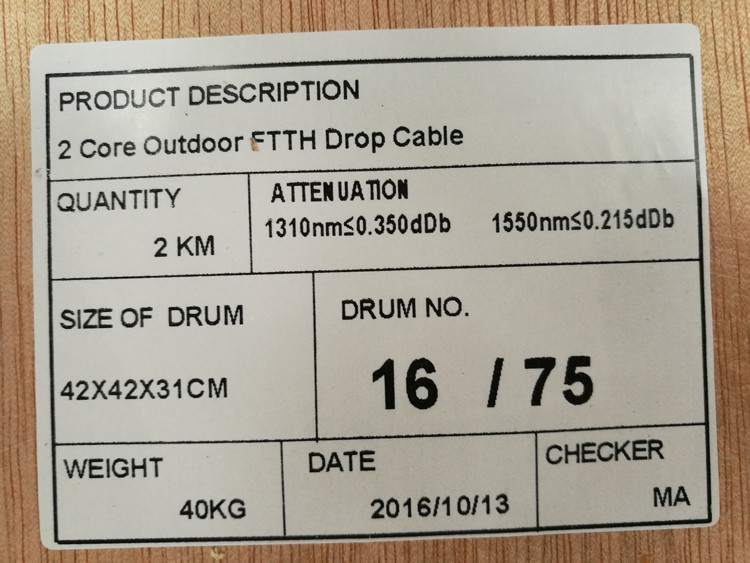 PRODUCT DESCRIPTION
2 Core Outdoor FTTH Drop Cable
QUANTITY
2 KM
ATTENUATION
1310nm≤0.350dDb 1550nm≤0.215dDb
SIZE OF DRUM
42X42X31CM
DRUM NO.
16 / 75
WEIGHT
40KG
DATE
2016/10/13
CHECKER
MA